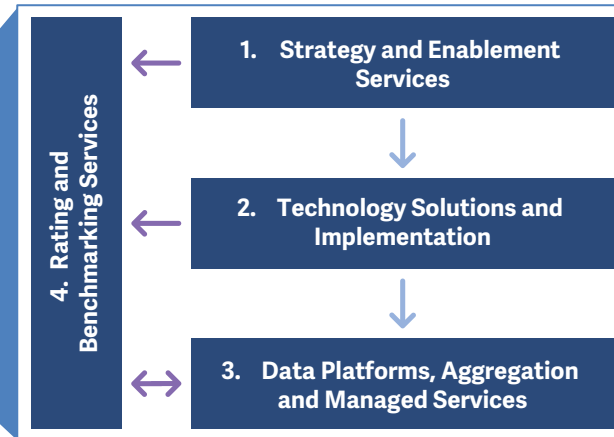 1. Strategy and Enablement
Services
2. Technology Solutions and
Implementation
3. Data Platforms, Aggregation
and Managed Services
4. Rating and
Benchmarking Services